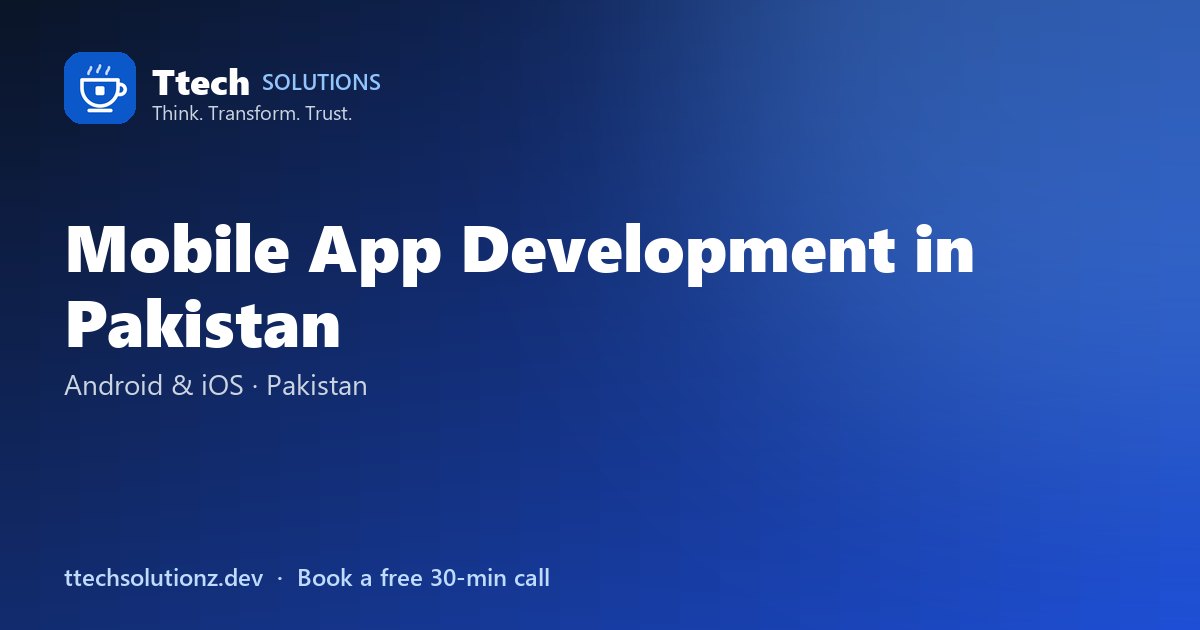 Ttech SOLUTIONS
Think. Transform. Trust.
Mobile App Development in
Pakistan
Android & iOS · Pakistan
ttechsolutionz.dev · Book a free 30-min call